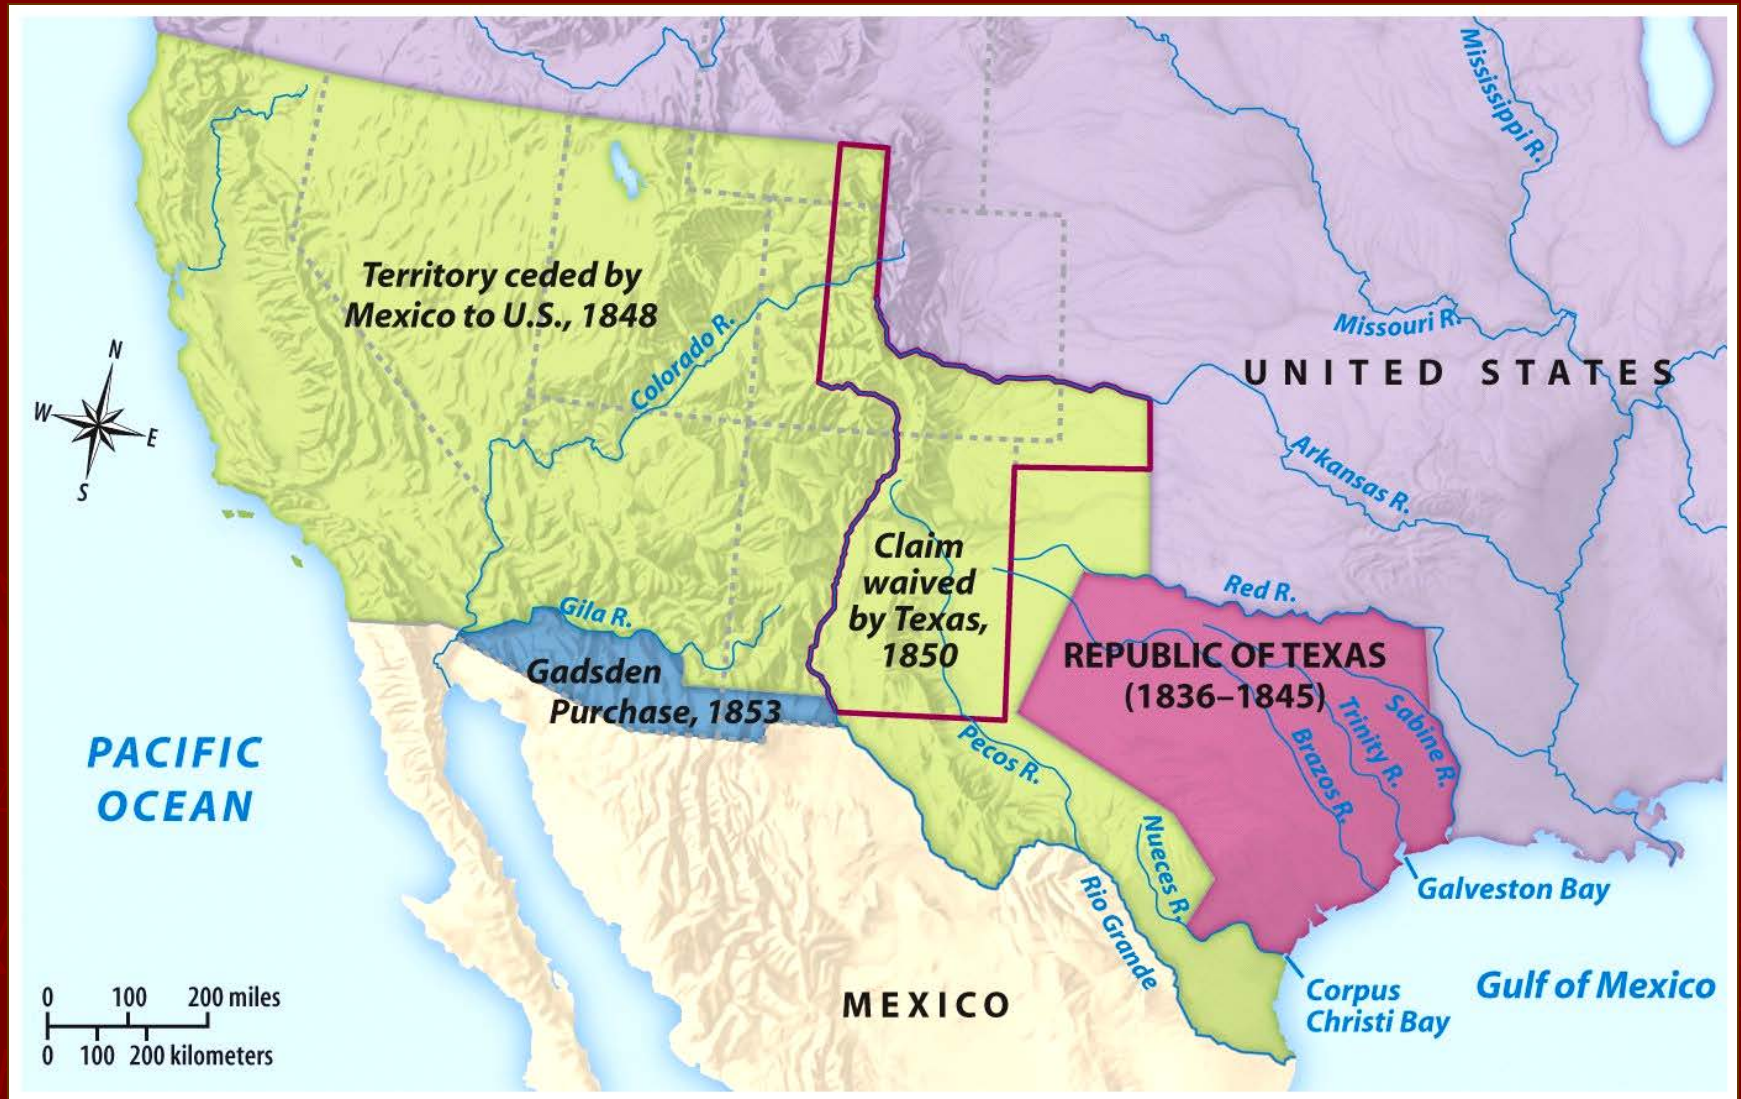 Mississippi R.
Territory ceded by
Mexico to U.S., 1848
Colorado R.
Missouri R.
UNITED STATES
N
W
E
S
Arkansas R.
Claim
waived
by Texas,
1850
Red R.
Gila R.
Gadsden
Purchase, 1853
REPUBLIC OF TEXAS
(1836–1845)
Sabine R.
Trinity R.
Brazos R.
Pecos R.
PACIFIC
OCEAN
Nueces R.
Rio Grande
Galveston Bay
MEXICO
Corpus
Christi Bay
Gulf of Mexico
0 100 200 miles
0 100 200 kilometers